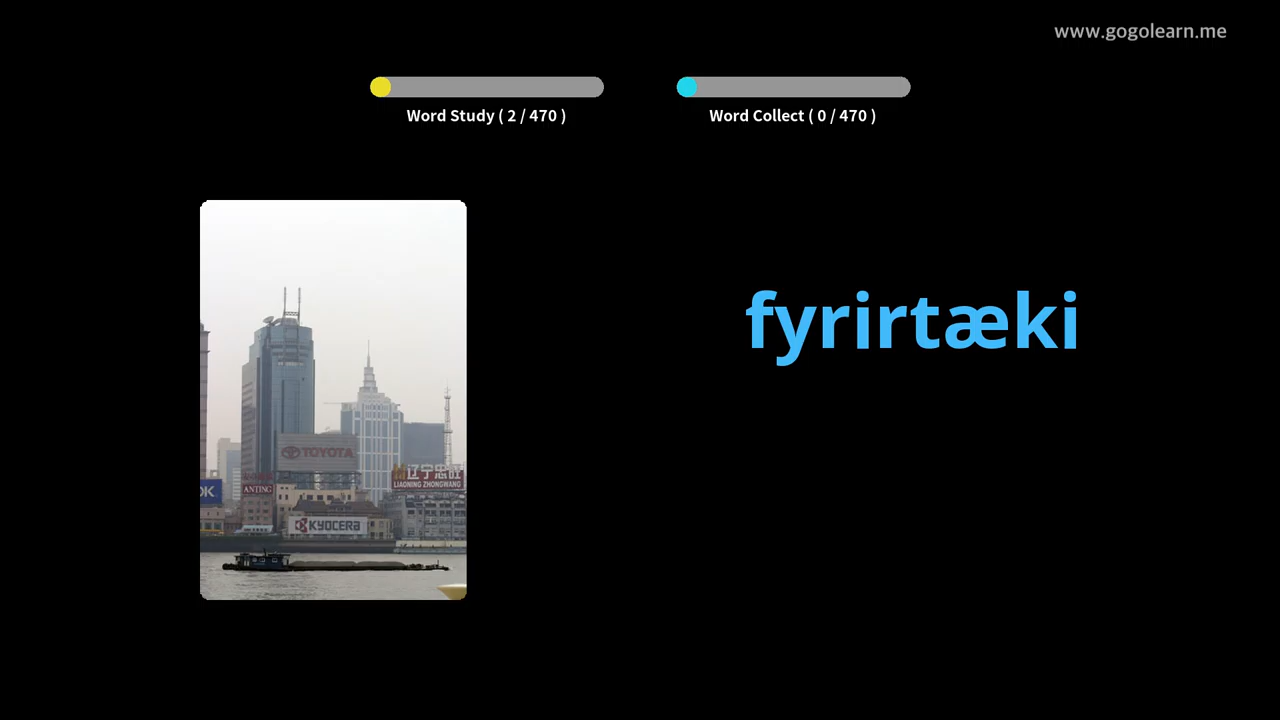 www.gogolearn.me
Word Study ( 2 / 470 )
Word Collect ( 0 / 470 )
fyrirtæki
TOYOTA
辽宁忠旺
LIAONING ZHONGWANG
OK
ANTING
KYOCERA